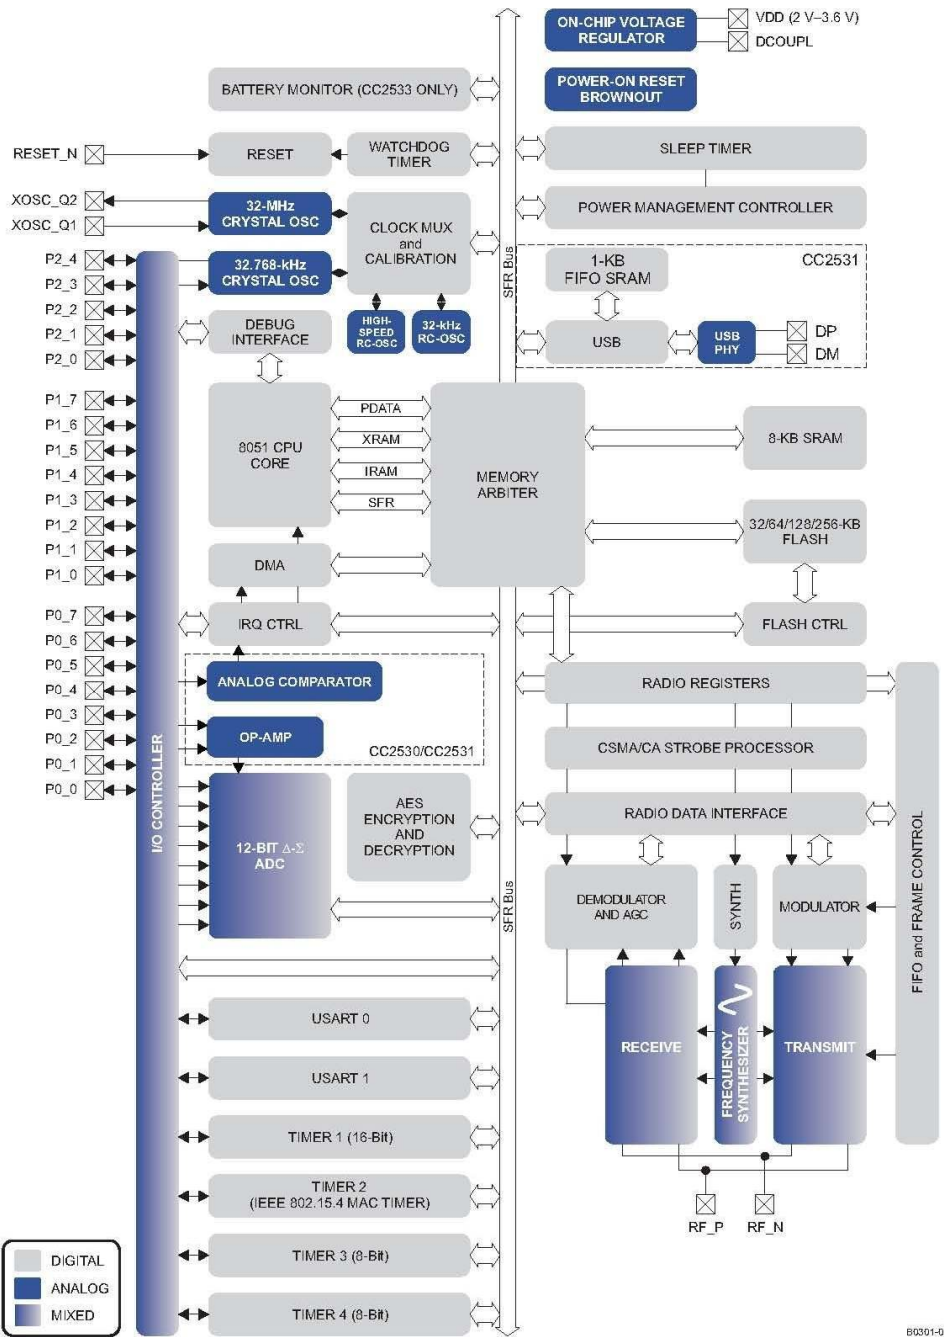 ON-CHIP VOLTAGE
REGULATOR
VDD (2 V–3.6 V)
DCOUPL
BATTERY MONITOR (CC2533 ONLY)
POWER-ON RESET
BROWNOUT
RESET_N
RESET
WATCHDOG
TIMER
SLEEP TIMER
XOSC_Q2
XOSC_Q1
32-MHz
CRYSTAL OSC
CLOCK MUX
and
CALIBRATION
POWER MANAGEMENT CONTROLLER
SFR Bus
P2_4
P2_3
P2_2
P2_1
P2_0
32.768-kHz
CRYSTAL OSC
DEBUG
INTERFACE
HIGH-
SPEED
RC-OSC
32-kHz
RC-OSC
1-KB
FIFO SRAM
CC2531
USB
USB
PHY
DP
DM
P1_7
P1_6
P1_5
P1_4
P1_3
P1_2
P1_1
P1_0
8051 CPU
CORE
PDATA
XRAM
IRAM
SFR
MEMORY
ARBITER
8-KB SRAM
32/64/128/256-KB
FLASH
DMA
IRQ CTRL
FLASH CTRL
P0_7
P0_6
P0_5
P0_4
P0_3
P0_2
P0_1
P0_0
I/O CONTROLLER
ANALOG COMPARATOR
OP-AMP
CC2530/CC2531
RADIO REGISTERS
CSMA/CA STROBE PROCESSOR
RADIO DATA INTERFACE
12-BIT Δ-Σ
ADC
AES
ENCRYPTION
AND
DECRYPTION
SFR Bus
DEMODULATOR
AND AGC
SYNTH
MODULATOR
FIFO and FRAME CONTROL
RECEIVE
FREQUENCY
SYNTHESIZER
TRANSMIT
USART 0
USART 1
TIMER 1 (16-Bit)
TIMER 2
(IEEE 802.15.4 MAC TIMER)
TIMER 3 (8-Bit)
TIMER 4 (8-Bit)
RF_P
RF_N
DIGITAL
ANALOG
MIXED
B0301-0